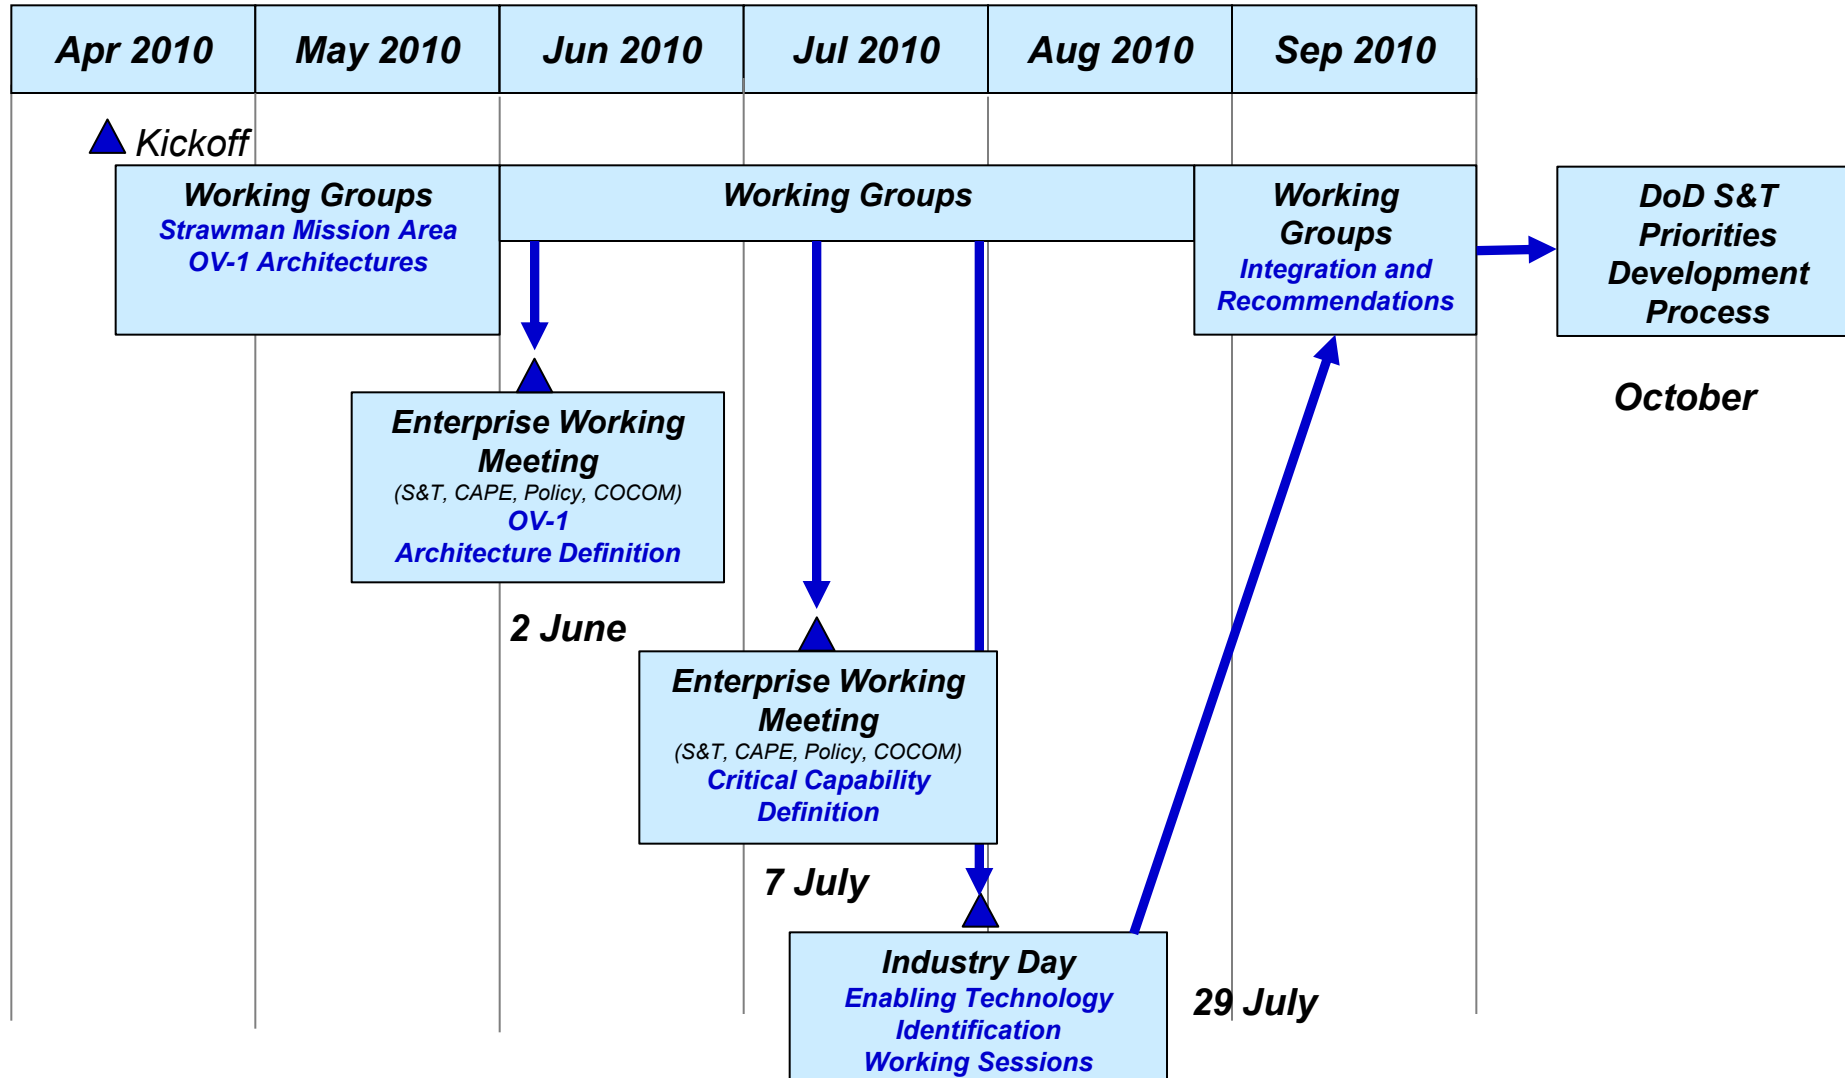 Apr 2010
May 2010
Jun 2010
Jul 2010
Aug 2010
Sep 2010
Kickoff
Working Groups
Strawman Mission Area
OV-1 Architectures
Working Groups
Working
Groups
Integration and
Recommendations
DoD S&T
Priorities
Development
Process
October
Enterprise Working
Meeting
(S&T, CAPE, Policy, COCOM)
OV-1
Architecture Definition
2 June
Enterprise Working
Meeting
(S&T, CAPE, Policy, COCOM)
Critical Capability
Definition
7 July
Industry Day
Enabling Technology
Identification
Working Sessions
29 July